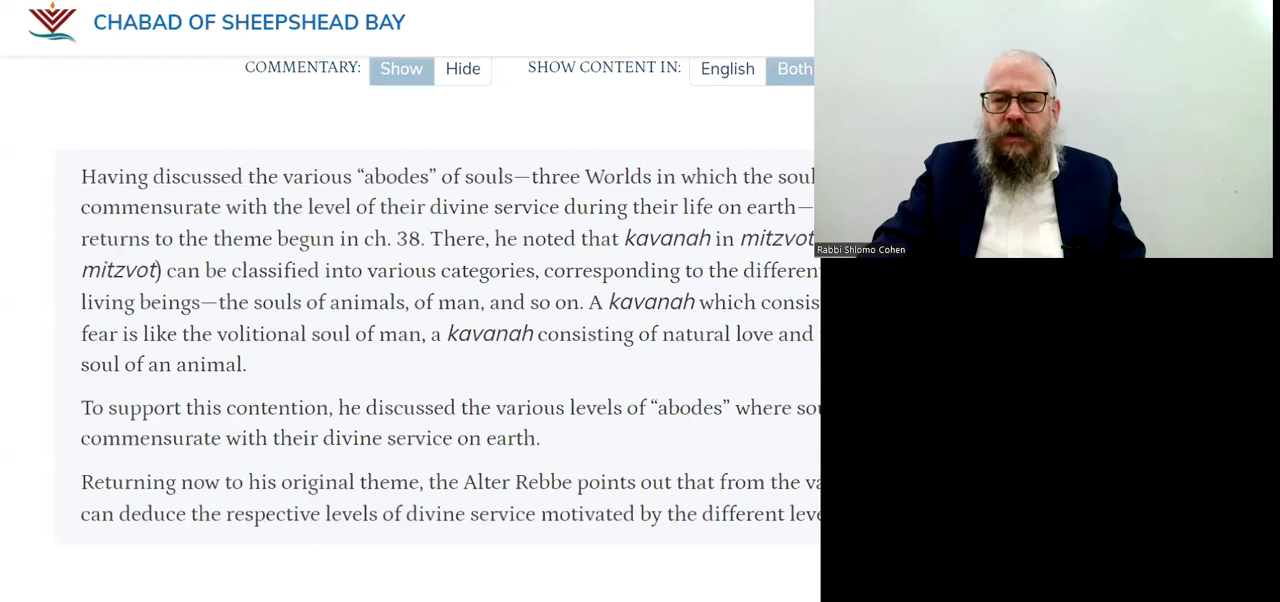 CHABAD OF SHEEPSHEAD BAY
COMMENTARY: Show Hide SHOW CONTENT IN: English Both
Rabbi Shlomo Cohen
Having discussed the various “abodes” of souls—three Worlds in which the soul
commensurate with the level of their divine service during their life on earth—
returns to the theme begun in ch. 38. There, he noted that kavanah in mitzvot
mitzvot) can be classified into various categories, corresponding to the different
living beings—the souls of animals, of man, and so on. A kavanah which consis
fear is like the volitional soul of man, a kavanah consisting of natural love and
soul of an animal.
To support this contention, he discussed the various levels of “abodes” where sou
commensurate with their divine service on earth.
Returning now to his original theme, the Alter Rebbe points out that from the va
can deduce the respective levels of divine service motivated by the different leve